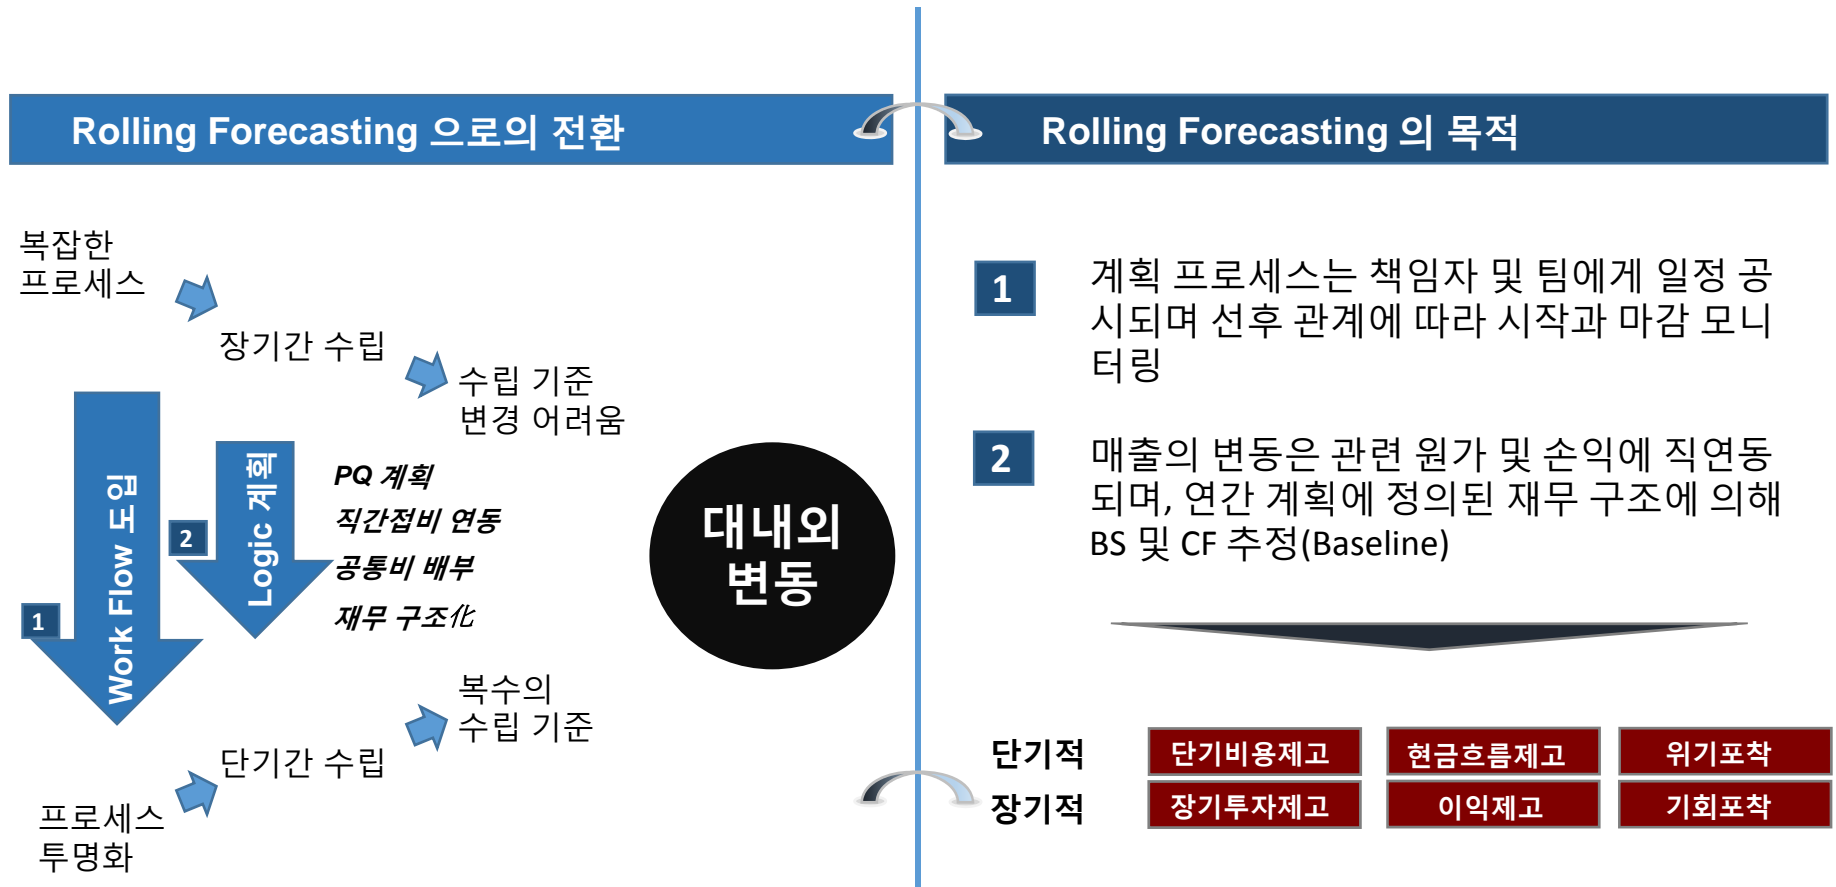 Rolling Forecasting 으로의 전환
복잡한
프로세스
장기간 수립
수립 기준
변경 어려움
Work Flow 도입
1
Logic 계획
2
PQ 계획
직간접비 연동
공통비 배부
재무 구조化
대내외
변동
복수의
수립 기준
단기간 수립
프로세스
투명화
Rolling Forecasting 의 목적
1
계획 프로세스는 책임자 및 팀에게 일정 공
시되며 선후 관계에 따라 시작과 마감 모니
터링
2
매출의 변동은 관련 원가 및 손익에 직연동
되며, 연간 계획에 정의된 재무 구조에 의해
BS 및 CF 추정(Baseline)
단기적 단기비용제고 현금흐름제고 위기포착
장기적 장기투자제고 이익제고 기회포착